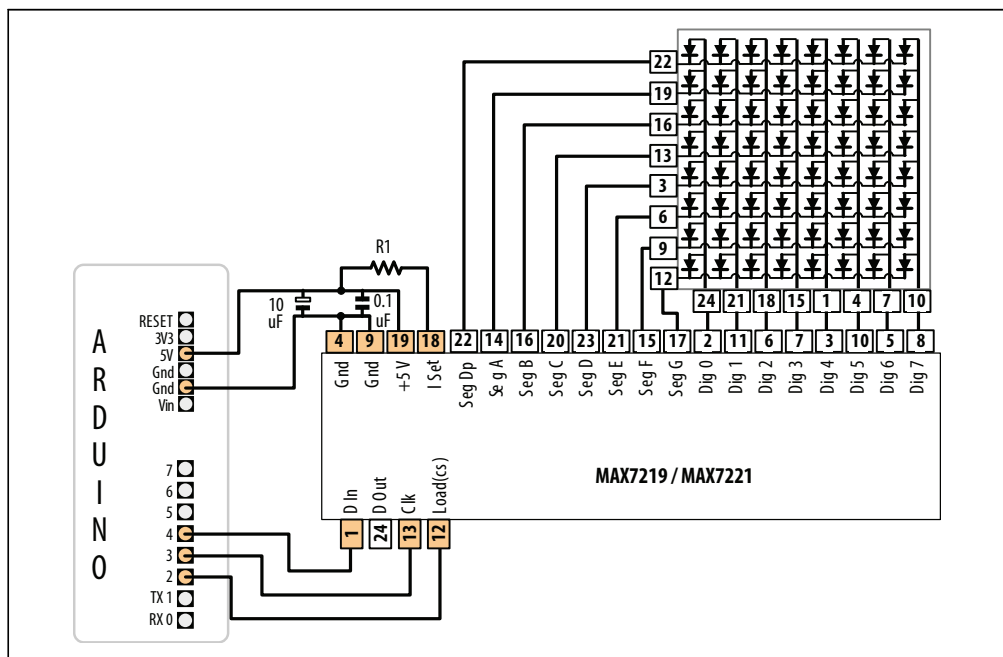 22
19
16
13
3
6
9
12
24 21 18 15 1 4 7 10
R1
10 uF
0.1 uF
ARDUINO
RESET
3V3
5V
Gnd
Gnd
Vin
7
6
5
4
3
2
TX 1
RX 0
4 9 19 18 22 14 16 20 23 21 15 17 2 11 6 7 3 10 5 8
Gnd
Gnd
+5 V
I Set
Seg Dp
Seg A
Seg B
Seg C
Seg D
Seg E
Seg F
Seg G
Dig 0
Dig 1
Dig 2
Dig 3
Dig 4
Dig 5
Dig 6
Dig 7
MAX7219 / MAX7221
D In
D Out
Clk
Load(cs)
1 24 13 12